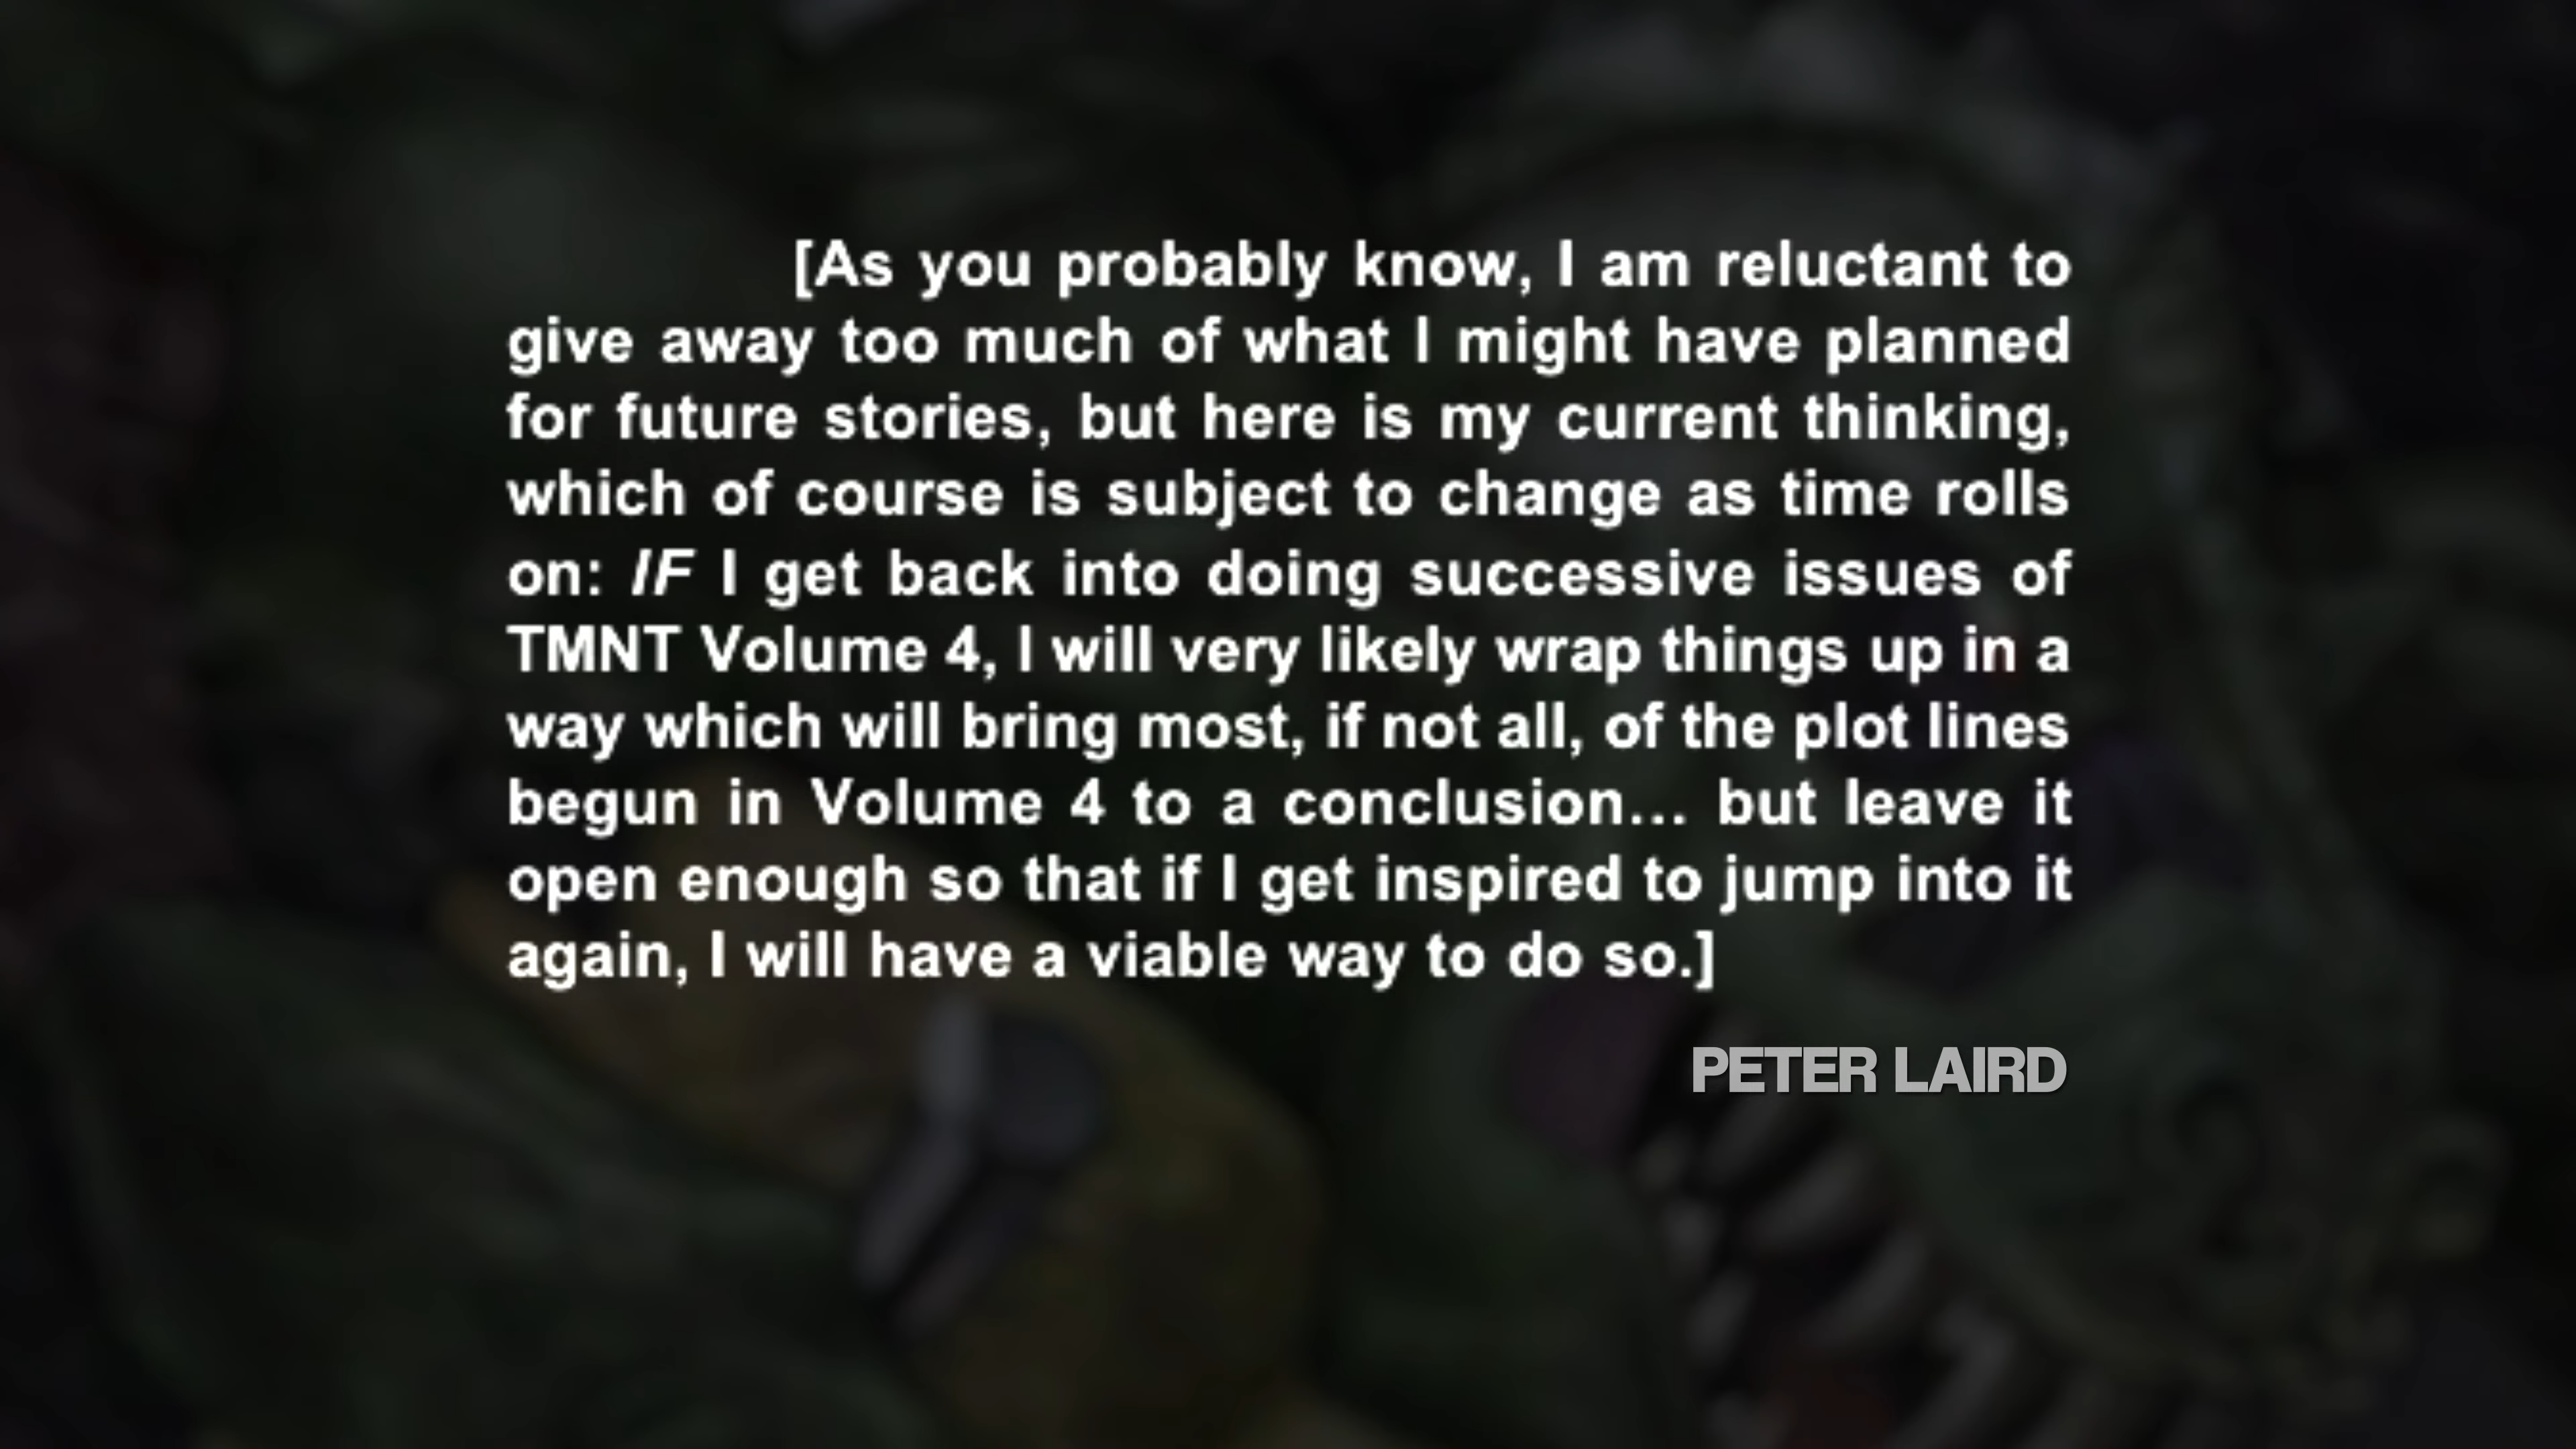 [As you probably know, I am reluctant to
give away too much of what I might have planned
for future stories, but here is my current thinking,
which of course is subject to change as time rolls
on: IF I get back into doing successive issues of
TMNT Volume 4, I will very likely wrap things up in a
way which will bring most, if not all, of the plot lines
begun in Volume 4 to a conclusion... but leave it
open enough so that if I get inspired to jump into it
again, I will have a viable way to do so.]
PETER LAIRD